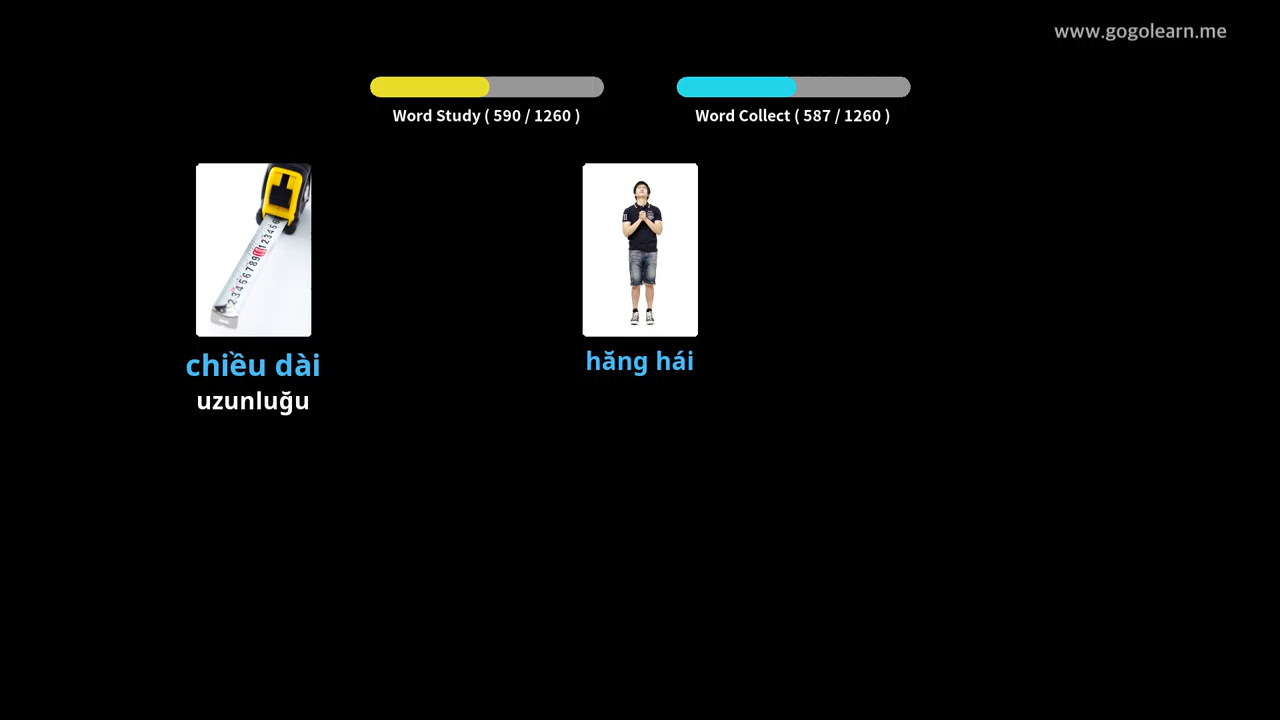 www.gogolearn.me
Word Study ( 590 / 1260 )
Word Collect ( 587 / 1260 )
chiều dài
uzunluğu
hăng hái